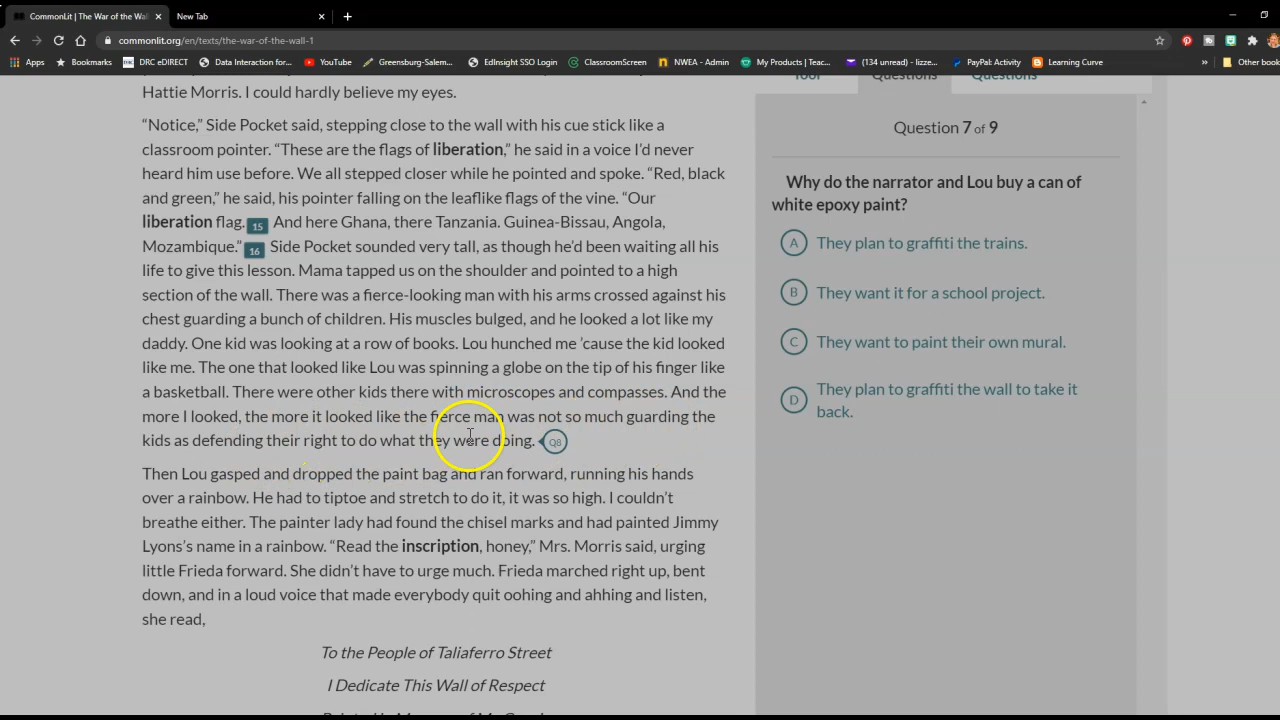 CommonLit | The War of the Wall
New Tab
commonlit.org/en/texts/the-war-of-the-wall-1
Apps
Bookmarks
DRC eDIRECT
Data Interaction for...
YouTube
Greensburg-Salem...
EdInsight SSO Login
ClassroomScreen
NWEA - Admin
My Products | Teac...
(134 unread) - lizze...
PayPal: Activity
Learning Curve
Other book
Hattie Morris. I could hardly believe my eyes.
“Notice,” Side Pocket said, stepping close to the wall with his cue stick like a
classroom pointer. “These are the flags of liberation,” he said in a voice I’d never
heard him use before. We all stepped closer while he pointed and spoke. “Red, black
and green,” he said, his pointer falling on the leaflike flags of the vine. “Our
liberation flag. 15 And here Ghana, there Tanzania. Guinea-Bissau, Angola,
Mozambique.” 16 Side Pocket sounded very tall, as though he’d been waiting all his
life to give this lesson. Mama tapped us on the shoulder and pointed to a high
section of the wall. There was a fierce-looking man with his arms crossed against his
chest guarding a bunch of children. His muscles bulged, and he looked a lot like my
daddy. One kid was looking at a row of books. Lou hunched me ’cause the kid looked
like me. The one that looked like Lou was spinning a globe on the tip of his finger like
a basketball. There were other kids there with microscopes and compasses. And the
more I looked, the more it looked like the fierce man was not so much guarding the
kids as defending their right to do what they were doing. Q8
Then Lou gasped and dropped the paint bag and ran forward, running his hands
over a rainbow. He had to tiptoe and stretch to do it, it was so high. I couldn’t
breathe either. The painter lady had found the chisel marks and had painted Jimmy
Lyons’s name in a rainbow. “Read the inscription, honey,” Mrs. Morris said, urging
little Frieda forward. She didn’t have to urge much. Frieda marched right up, bent
down, and in a loud voice that made everybody quit oohing and ahhing and listen,
she read,
To the People of Taliaferro Street
I Dedicate This Wall of Respect
Tool
Questions
Questions
Question 7 of 9
Why do the narrator and Lou buy a can of
white epoxy paint?
A They plan to graffiti the trains.
B They want it for a school project.
C They want to paint their own mural.
D They plan to graffiti the wall to take it
back.